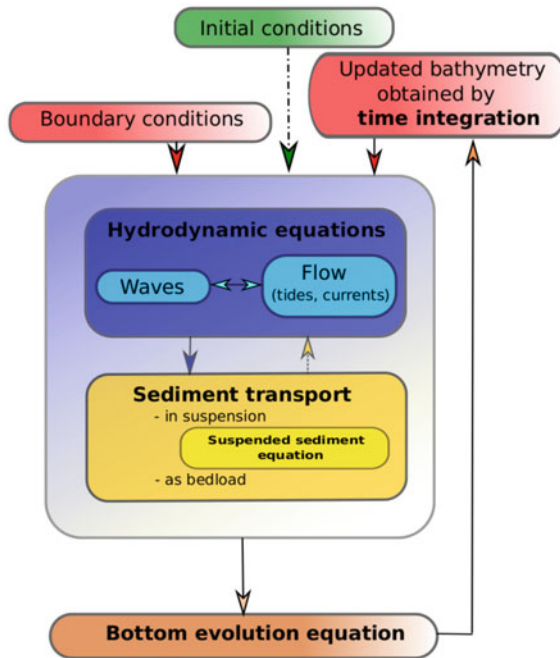 Initial conditions
Updated bathymetry
obtained by
time integration
Boundary conditions
Hydrodynamic equations
Waves
Flow
(tides, currents)
Sediment transport
- in suspension
Suspended sediment
equation
- as bedload
Bottom evolution equation